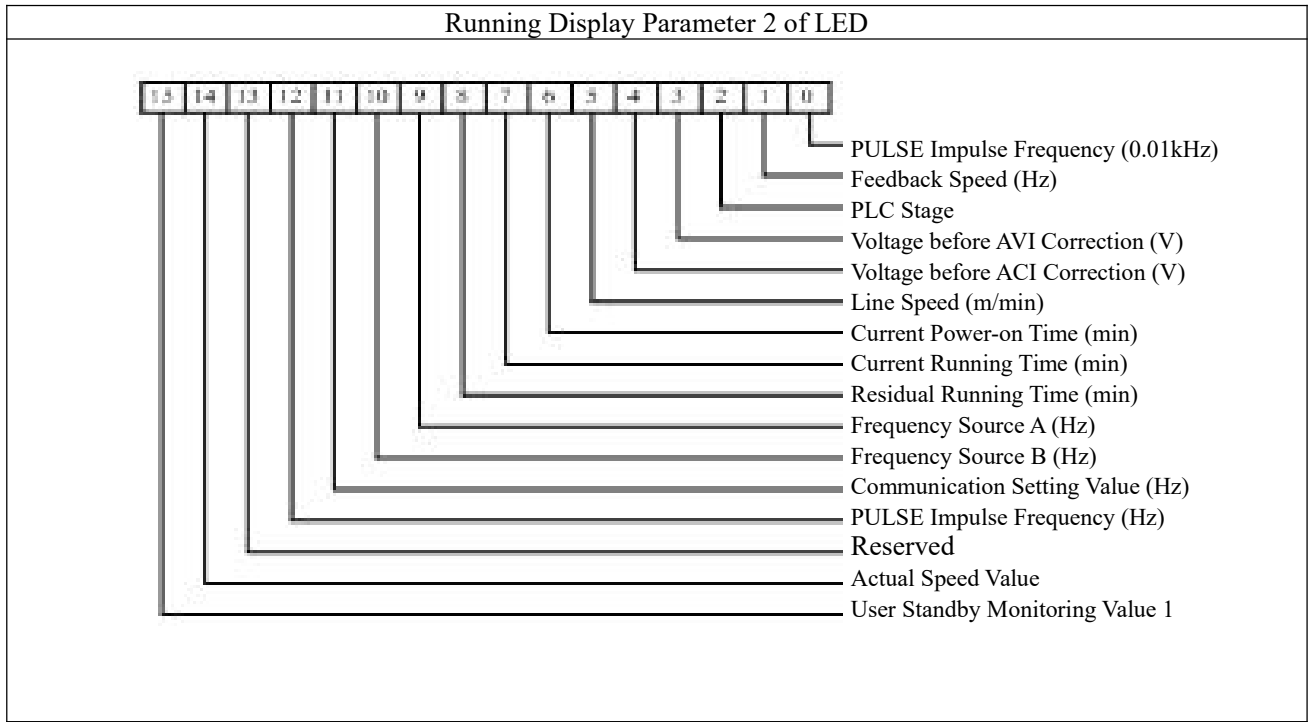 Running Display Parameter 2 of LED
15 14 13 12 11 10 9 8 7 6 5 4 3 2 1 0
PULSE Impulse Frequency (0.01kHz)
Feedback Speed (Hz)
PLC Stage
Voltage before AVI Correction (V)
Voltage before ACI Correction (V)
Line Speed (m/min)
Current Power-on Time (min)
Current Running Time (min)
Residual Running Time (min)
Frequency Source A (Hz)
Frequency Source B (Hz)
Communication Setting Value (Hz)
PULSE Impulse Frequency (Hz)
Reserved
Actual Speed Value
User Standby Monitoring Value 1